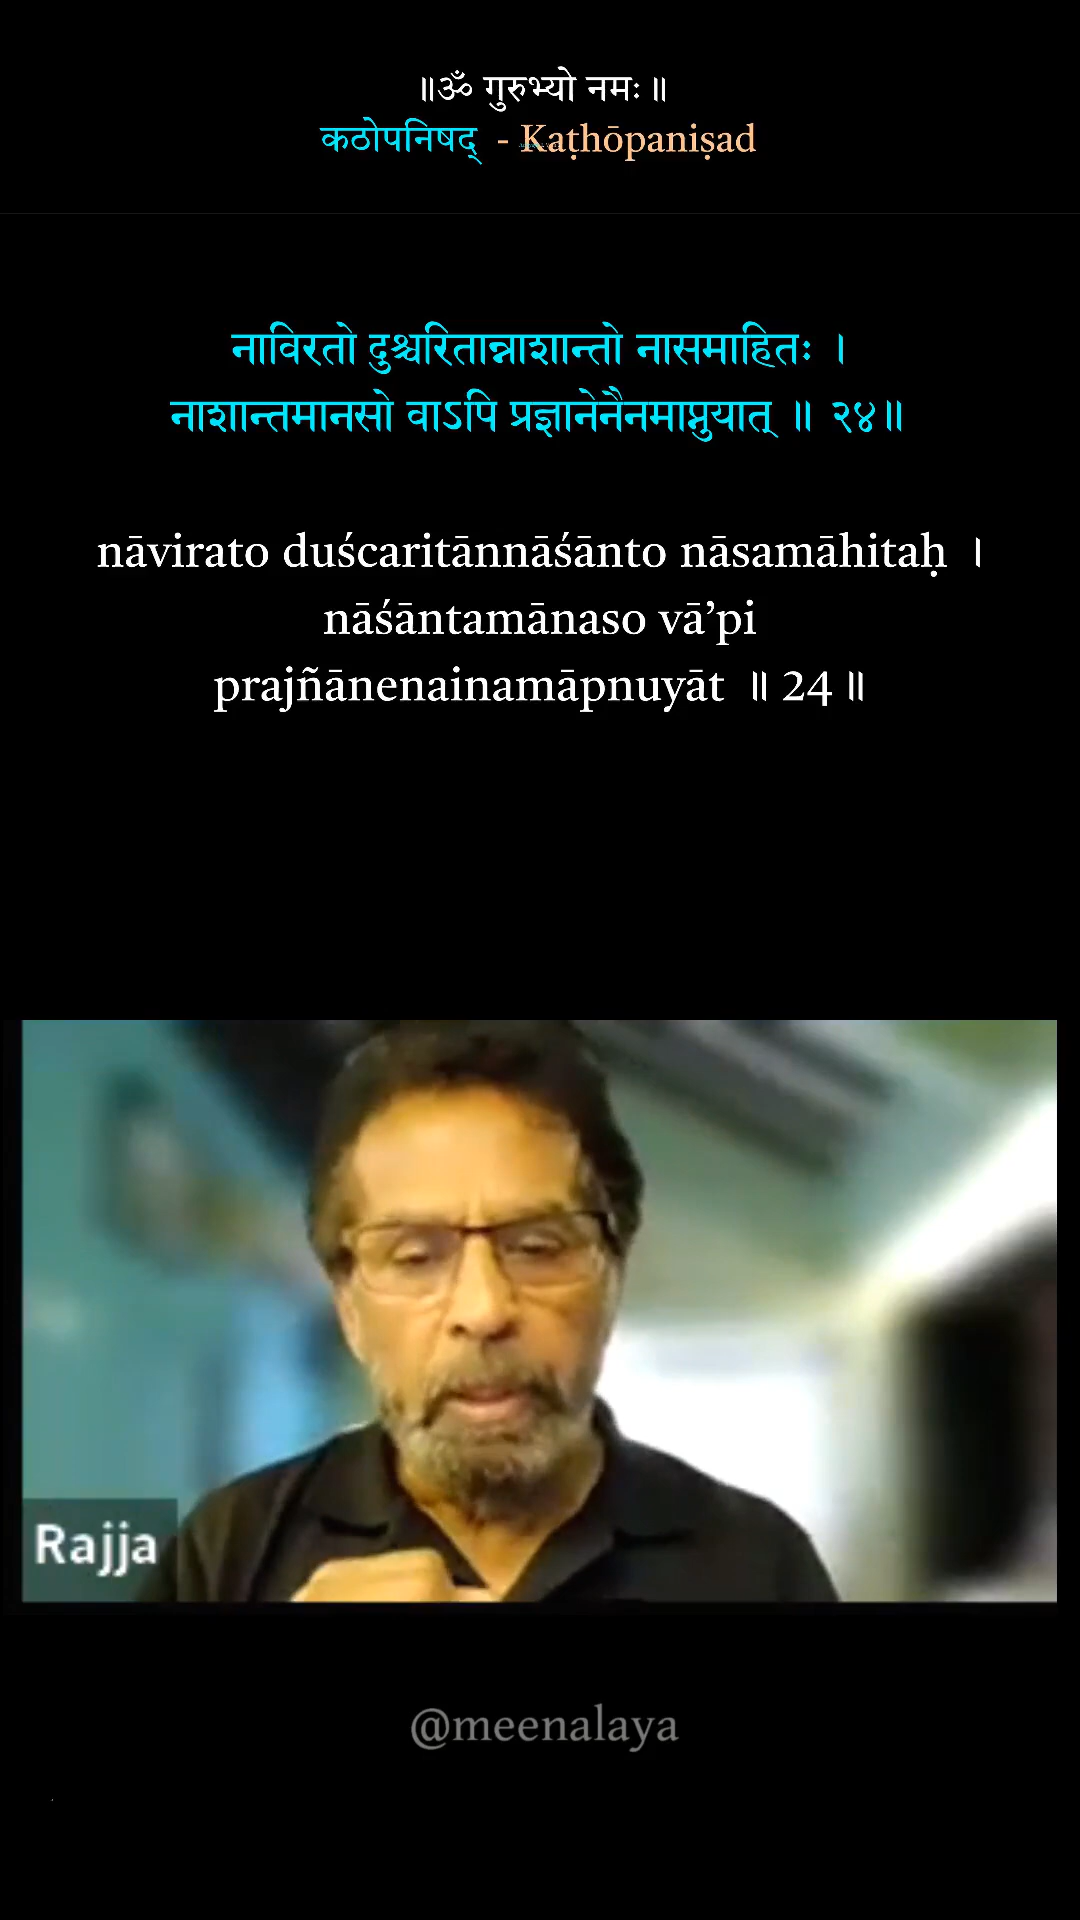 ॥ॐ गुरुभ्यो नमः॥
कठोपनिषद् - Kaṭhōpaniṣad
नाविरतो दुश्चरितान्नाशान्तो नासमाहितः ।
नाशान्तमानसो वाऽपि प्रज्ञानेनैनमाप्नुयात् ॥ २४॥
nāvirato duścaritānnāśānto nāsamāhitaḥ ।
nāśāntamānaso vā’pi
prajñānenainamāpnuyāt ॥ 24॥
Rajja
@meenalaya